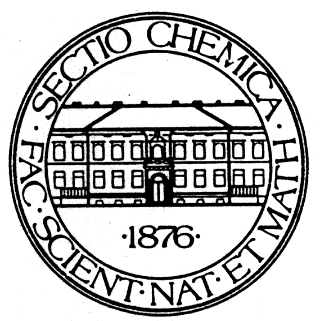 SECTIO CHEMICA
FAC·SCIENT·NAT·ET MATH
·1876·